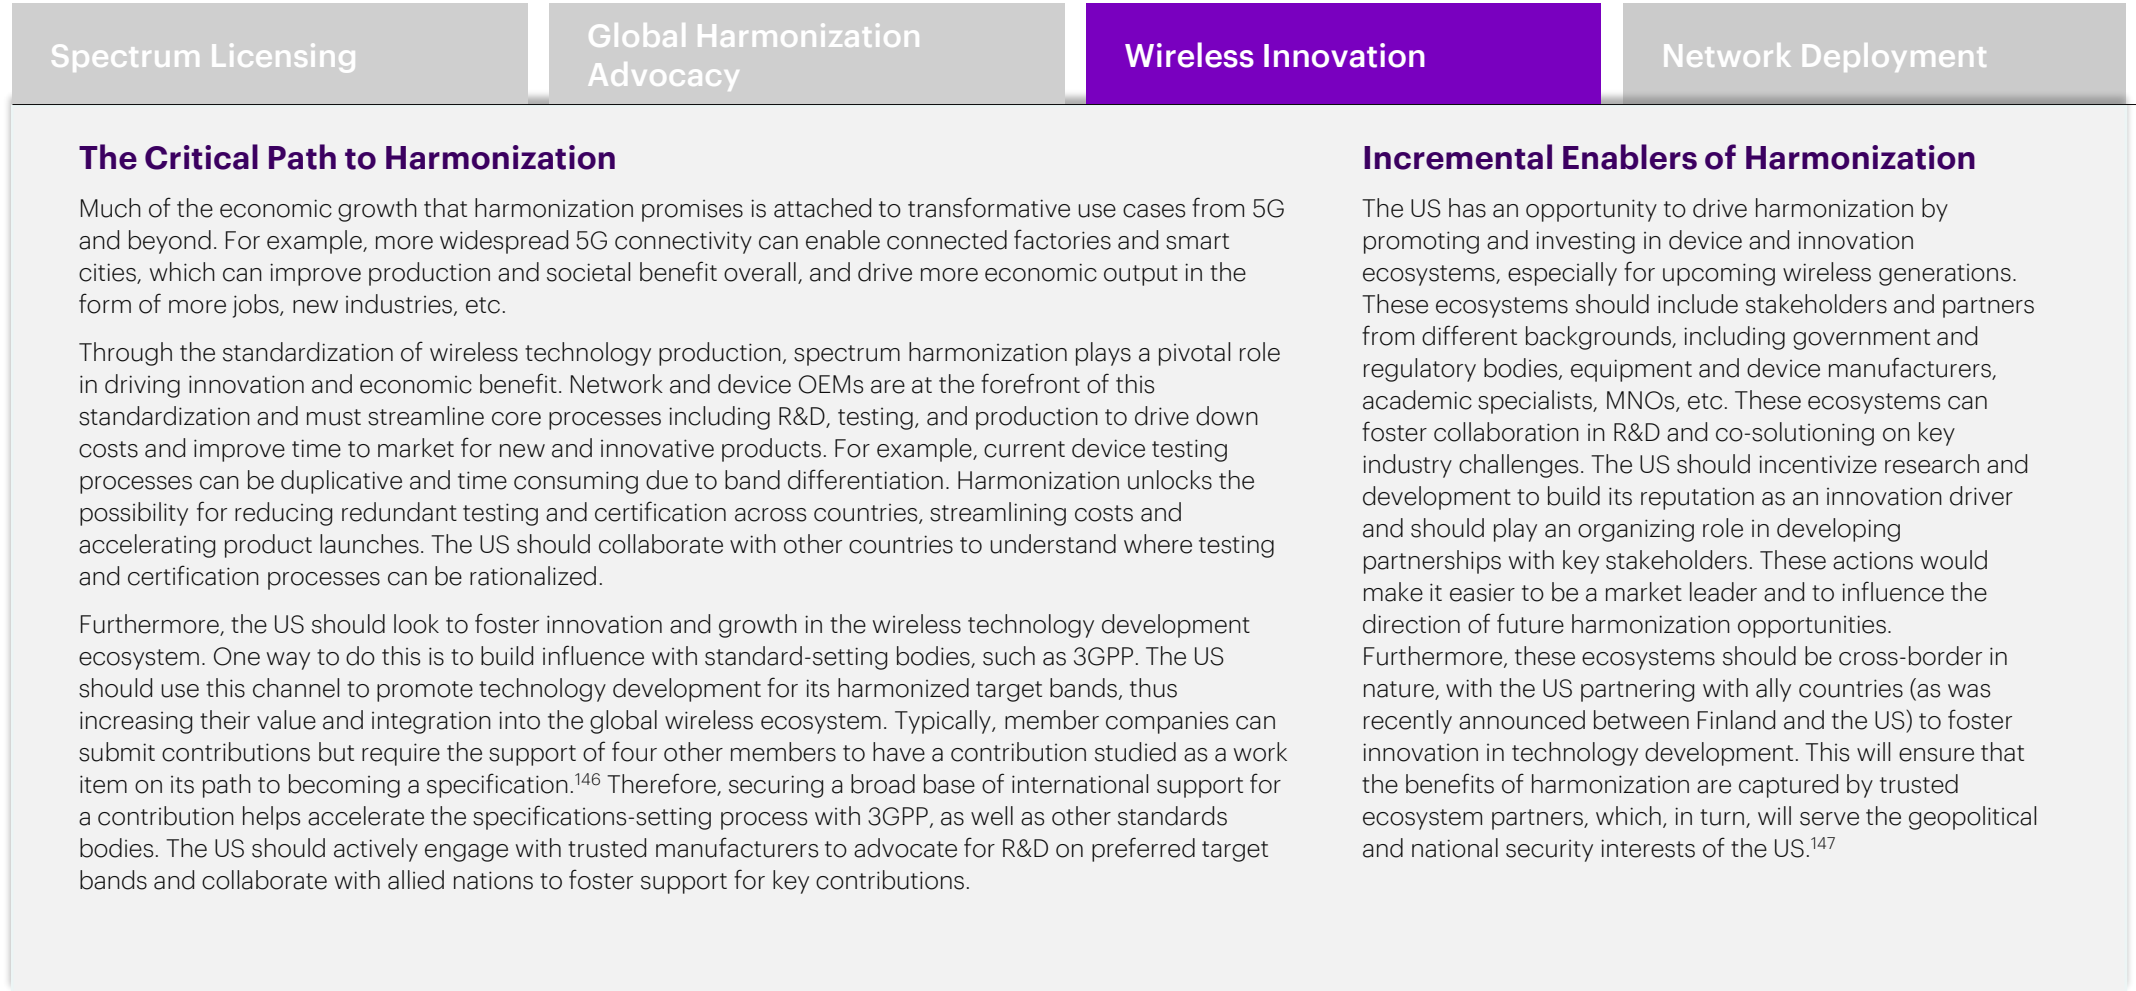 Spectrum Licensing
Global Harmonization
Advocacy
Wireless Innovation
Network Deployment
The Critical Path to Harmonization
Much of the economic growth that harmonization promises is attached to transformative use cases from 5G
and beyond. For example, more widespread 5G connectivity can enable connected factories and smart
cities, which can improve production and societal benefit overall, and drive more economic output in the
form of more jobs, new industries, etc.
Through the standardization of wireless technology production, spectrum harmonization plays a pivotal role
in driving innovation and economic benefit. Network and device OEMs are at the forefront of this
standardization and must streamline core processes including R&D, testing, and production to drive down
costs and improve time to market for new and innovative products. For example, current device testing
processes can be duplicative and time consuming due to band differentiation. Harmonization unlocks the
possibility for reducing redundant testing and certification across countries, streamlining costs and
accelerating product launches. The US should collaborate with other countries to understand where testing
and certification processes can be rationalized.
Furthermore, the US should look to foster innovation and growth in the wireless technology development
ecosystem. One way to do this is to build influence with standard-setting bodies, such as 3GPP. The US
should use this channel to promote technology development for its harmonized target bands, thus
increasing their value and integration into the global wireless ecosystem. Typically, member companies can
submit contributions but require the support of four other members to have a contribution studied as a work
item on its path to becoming a specification.146 Therefore, securing a broad base of international support for
a contribution helps accelerate the specifications-setting process with 3GPP, as well as other standards
bodies. The US should actively engage with trusted manufacturers to advocate for R&D on preferred target
bands and collaborate with allied nations to foster support for key contributions.
Incremental Enablers of Harmonization
The US has an opportunity to drive harmonization by
promoting and investing in device and innovation
ecosystems, especially for upcoming wireless generations.
These ecosystems should include stakeholders and partners
from different backgrounds, including government and
regulatory bodies, equipment and device manufacturers,
academic specialists, MNOs, etc. These ecosystems can
foster collaboration in R&D and co-solutioning on key
industry challenges. The US should incentivize research and
development to build its reputation as an innovation driver
and should play an organizing role in developing
partnerships with key stakeholders. These actions would
make it easier to be a market leader and to influence the
direction of future harmonization opportunities.
Furthermore, these ecosystems should be cross-border in
nature, with the US partnering with ally countries (as was
recently announced between Finland and the US) to foster
innovation in technology development. This will ensure that
the benefits of harmonization are captured by trusted
ecosystem partners, which, in turn, will serve the geopolitical
and national security interests of the US.147